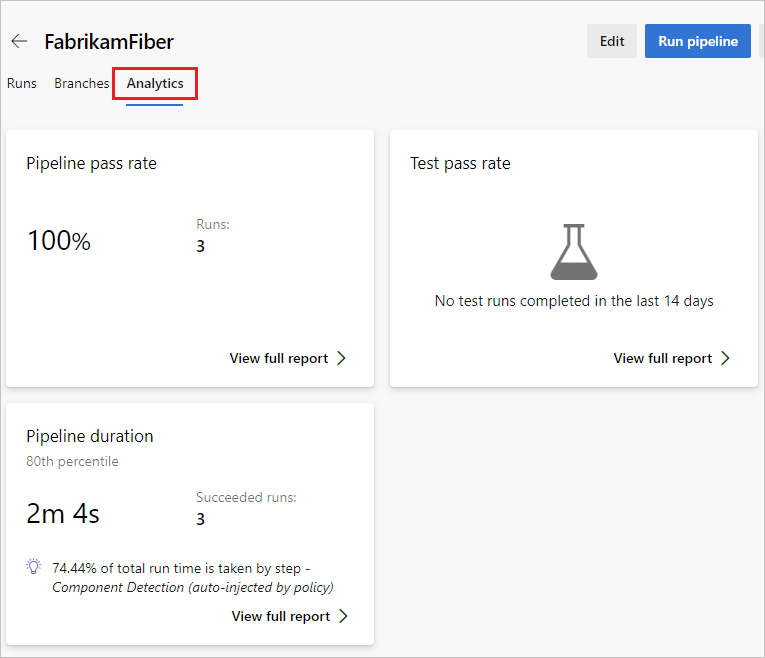 FabrikamFiber
Edit
Run pipeline
Runs
Branches
Analytics
Pipeline pass rate
100%
Runs:
3
View full report
Test pass rate
No test runs completed in the last 14 days
View full report
Pipeline duration
80th percentile
2m 4s
Succeeded runs:
3
74.44% of total run time is taken by step -
Component Detection (auto-injected by policy)
View full report